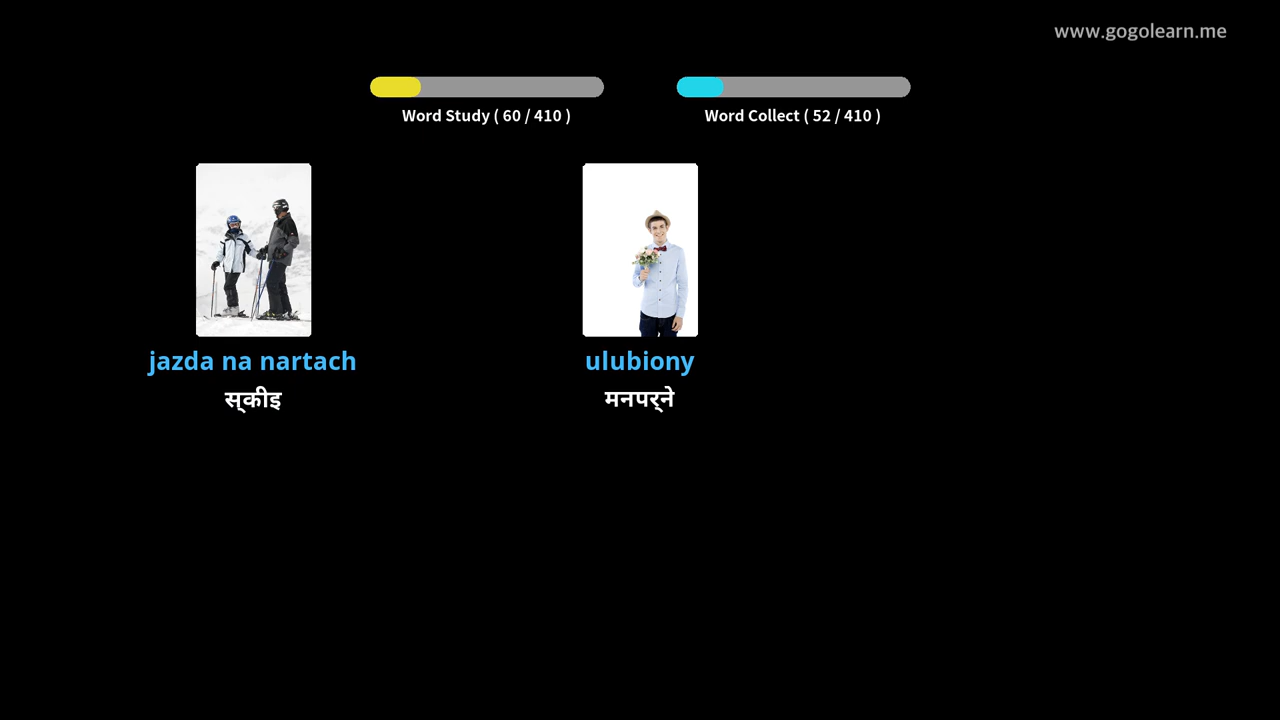 www.gogolearn.me
Word Study ( 60 / 410 )
Word Collect ( 52 / 410 )
jazda na nartach
स्कीइ
ulubiony
मनपर्ने